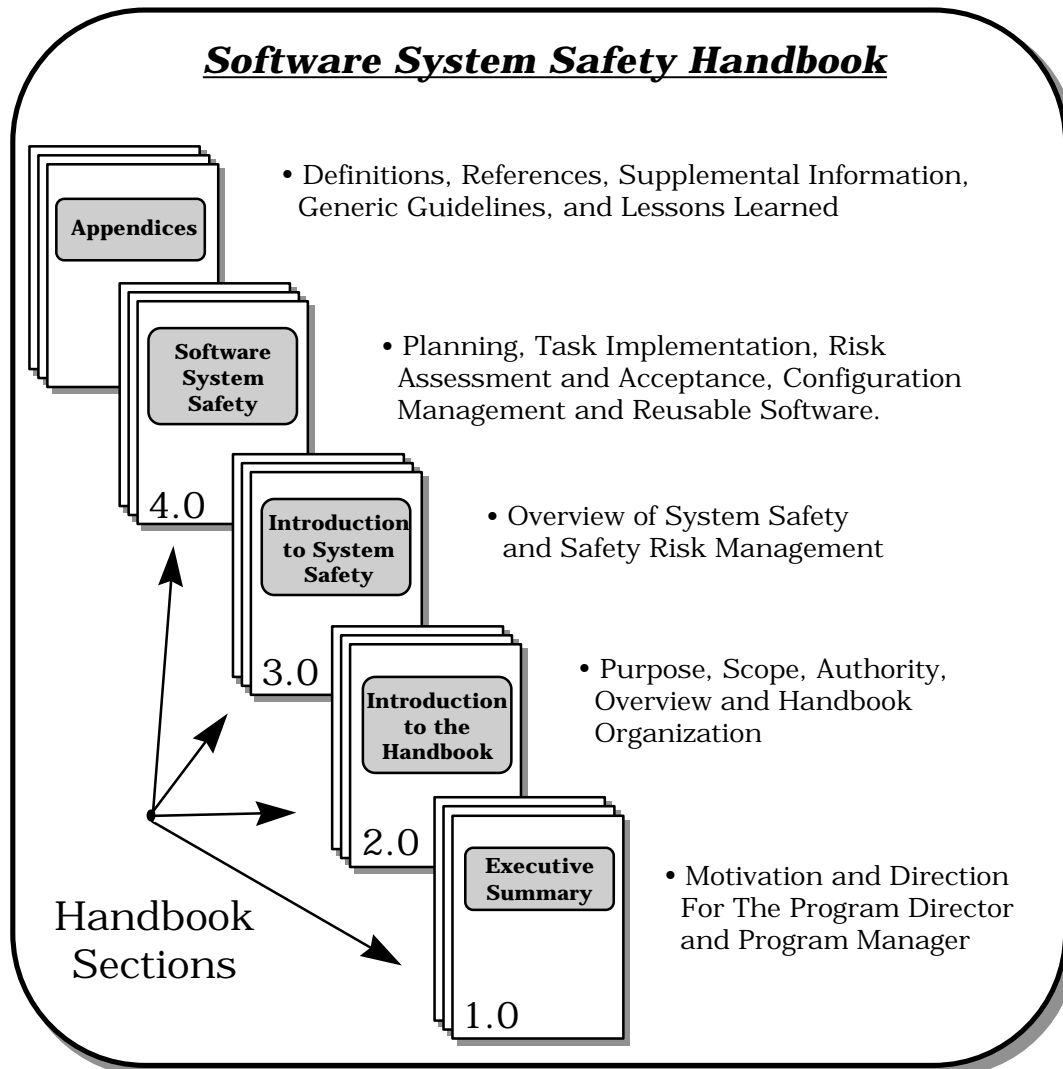 Software System Safety Handbook
Appendices
• Definitions, References, Supplemental Information,
Generic Guidelines, and Lessons Learned
Software
System
Safety
4.0
• Planning, Task Implementation, Risk
Assessment and Acceptance, Configuration
Management and Reusable Software.
Introduction
to System
Safety
3.0
• Overview of System Safety
and Safety Risk Management
Introduction
to the
Handbook
2.0
• Purpose, Scope, Authority,
Overview and Handbook
Organization
Executive
Summary
1.0
• Motivation and Direction
For The Program Director
and Program Manager
Handbook
Sections